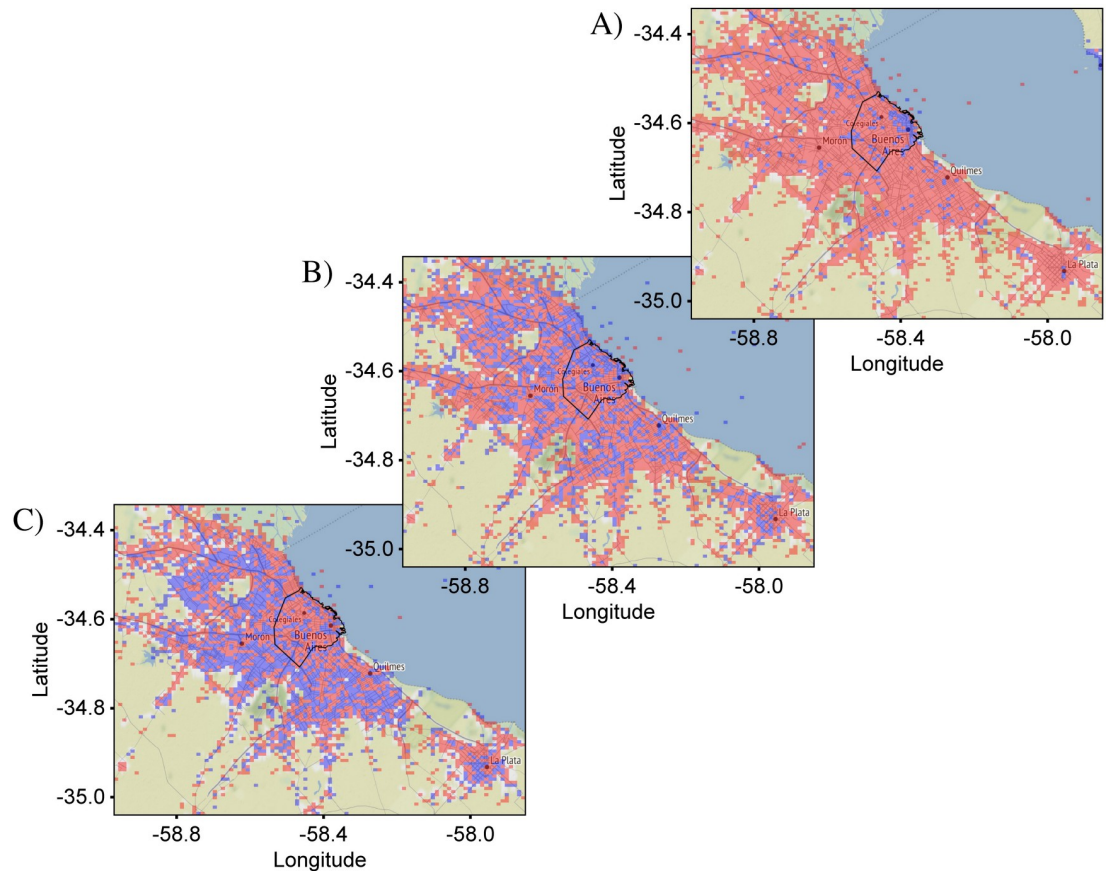 A)
-34.4
-34.6
-34.8
-35.0
Latitude
Colegiales
Buenos
Aires
Morón
Quilmes
La Plata
-58.8
-58.4
-58.0
Longitude
B)
-34.4
-34.6
-34.8
-35.0
Latitude
Colegiales
Buenos
Aires
Morón
Quilmes
La Plata
-58.8
-58.4
-58.0
Longitude
C)
-34.4
-34.6
-34.8
-35.0
Latitude
Colegiales
Buenos
Aires
Morón
Quilmes
La Plata
-58.8
-58.4
-58.0
Longitude